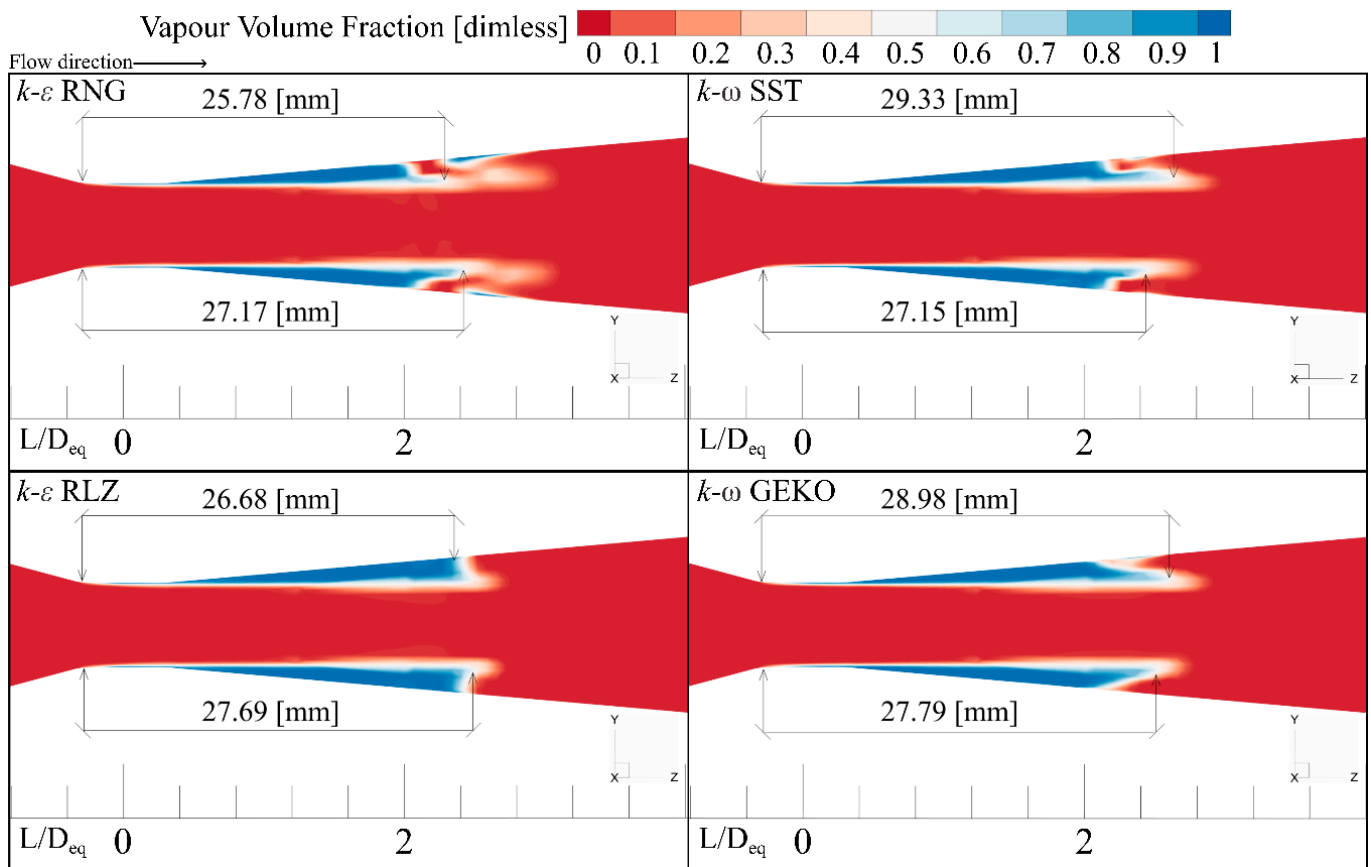 Vapour Volume Fraction [dimless]
0 0.1 0.2 0.3 0.4 0.5 0.6 0.7 0.8 0.9 1
Flow direction
k-ε RNG
25.78 [mm]
27.17 [mm]
Y
X Z
L/Deq 0 2
k-ω SST
29.33 [mm]
27.15 [mm]
Y
X Z
L/Deq 0 2
k-ε RLZ
26.68 [mm]
27.69 [mm]
Y
X Z
L/Deq 0 2
k-ω GEKO
28.98 [mm]
27.79 [mm]
Y
X Z
L/Deq 0 2